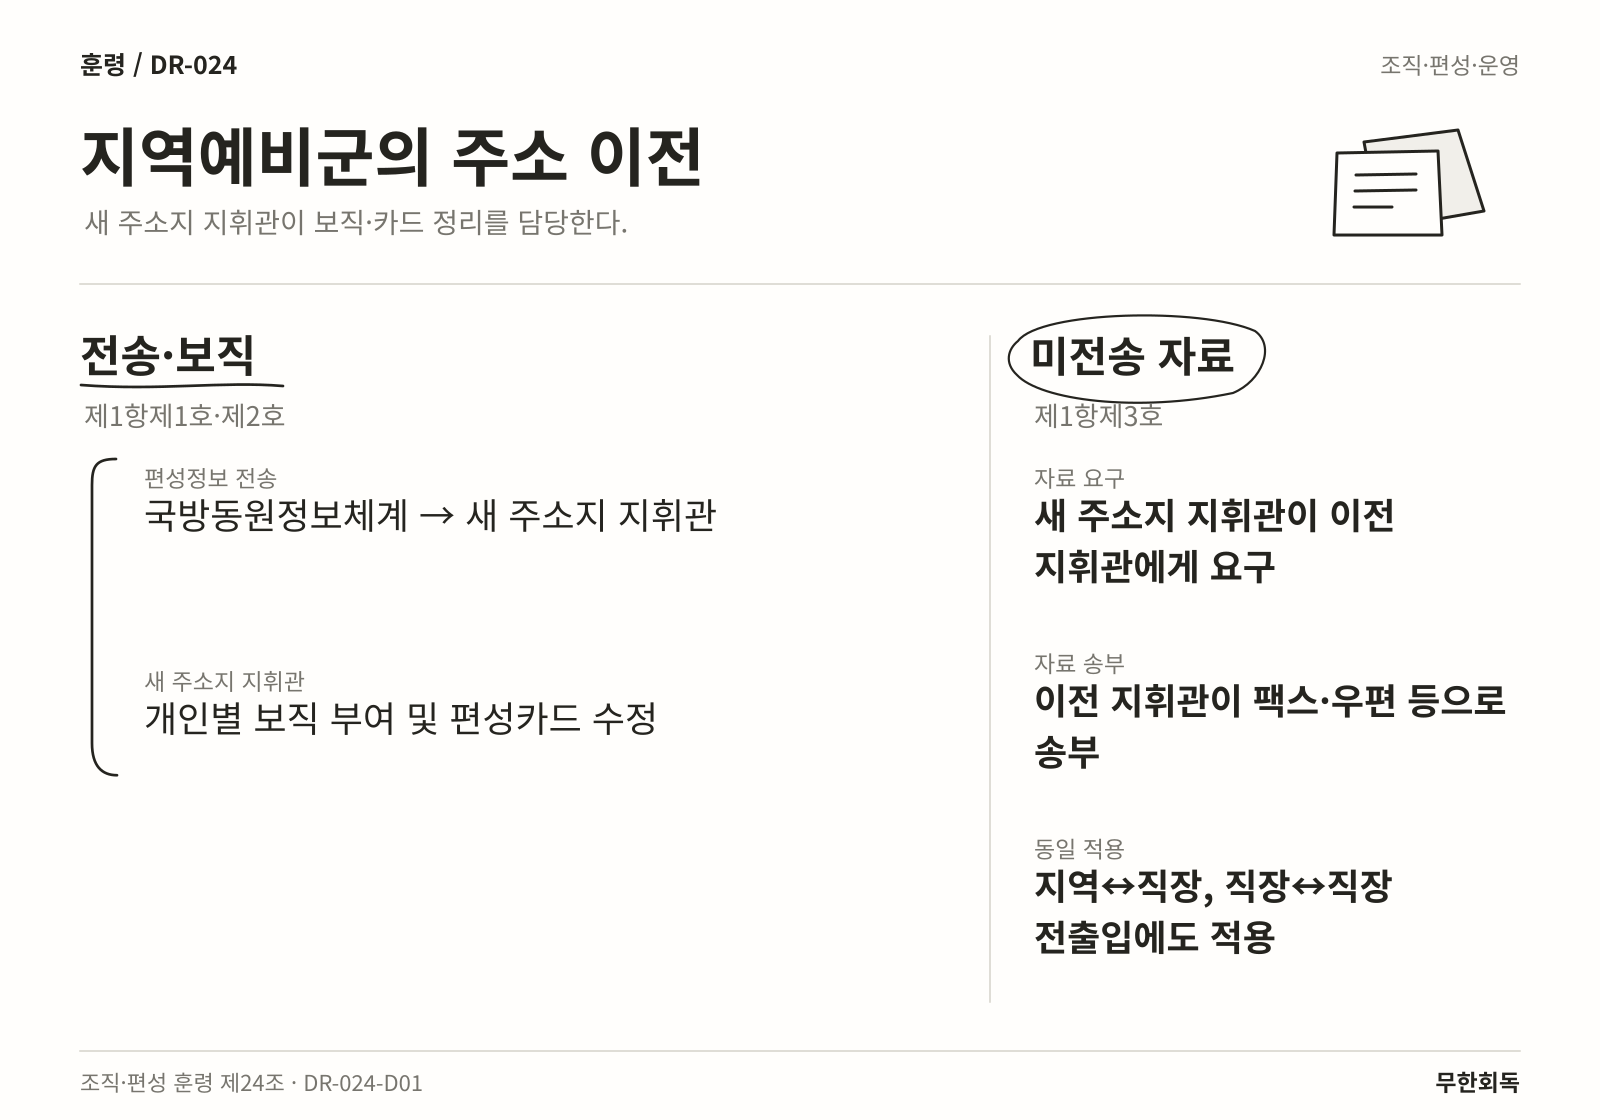 훈령 / DR-024
조직·편성·운영
지역예비군의 주소 이전
새 주소지 지휘관이 보직·카드 정리를 담당한다.
전송·보직
제1항제1호·제2호
편성정보 전송
국방동원정보체계 → 새 주소지 지휘관
새 주소지 지휘관
개인별 보직 부여 및 편성카드 수정
미전송 자료
제1항제3호
자료 요구
새 주소지 지휘관이 이전
지휘관에게 요구
자료 송부
이전 지휘관이 팩스·우편 등으로
송부
동일 적용
지역↔직장, 직장↔직장
전출입에도 적용
조직·편성 훈령 제24조 · DR-024-D01
무한회독